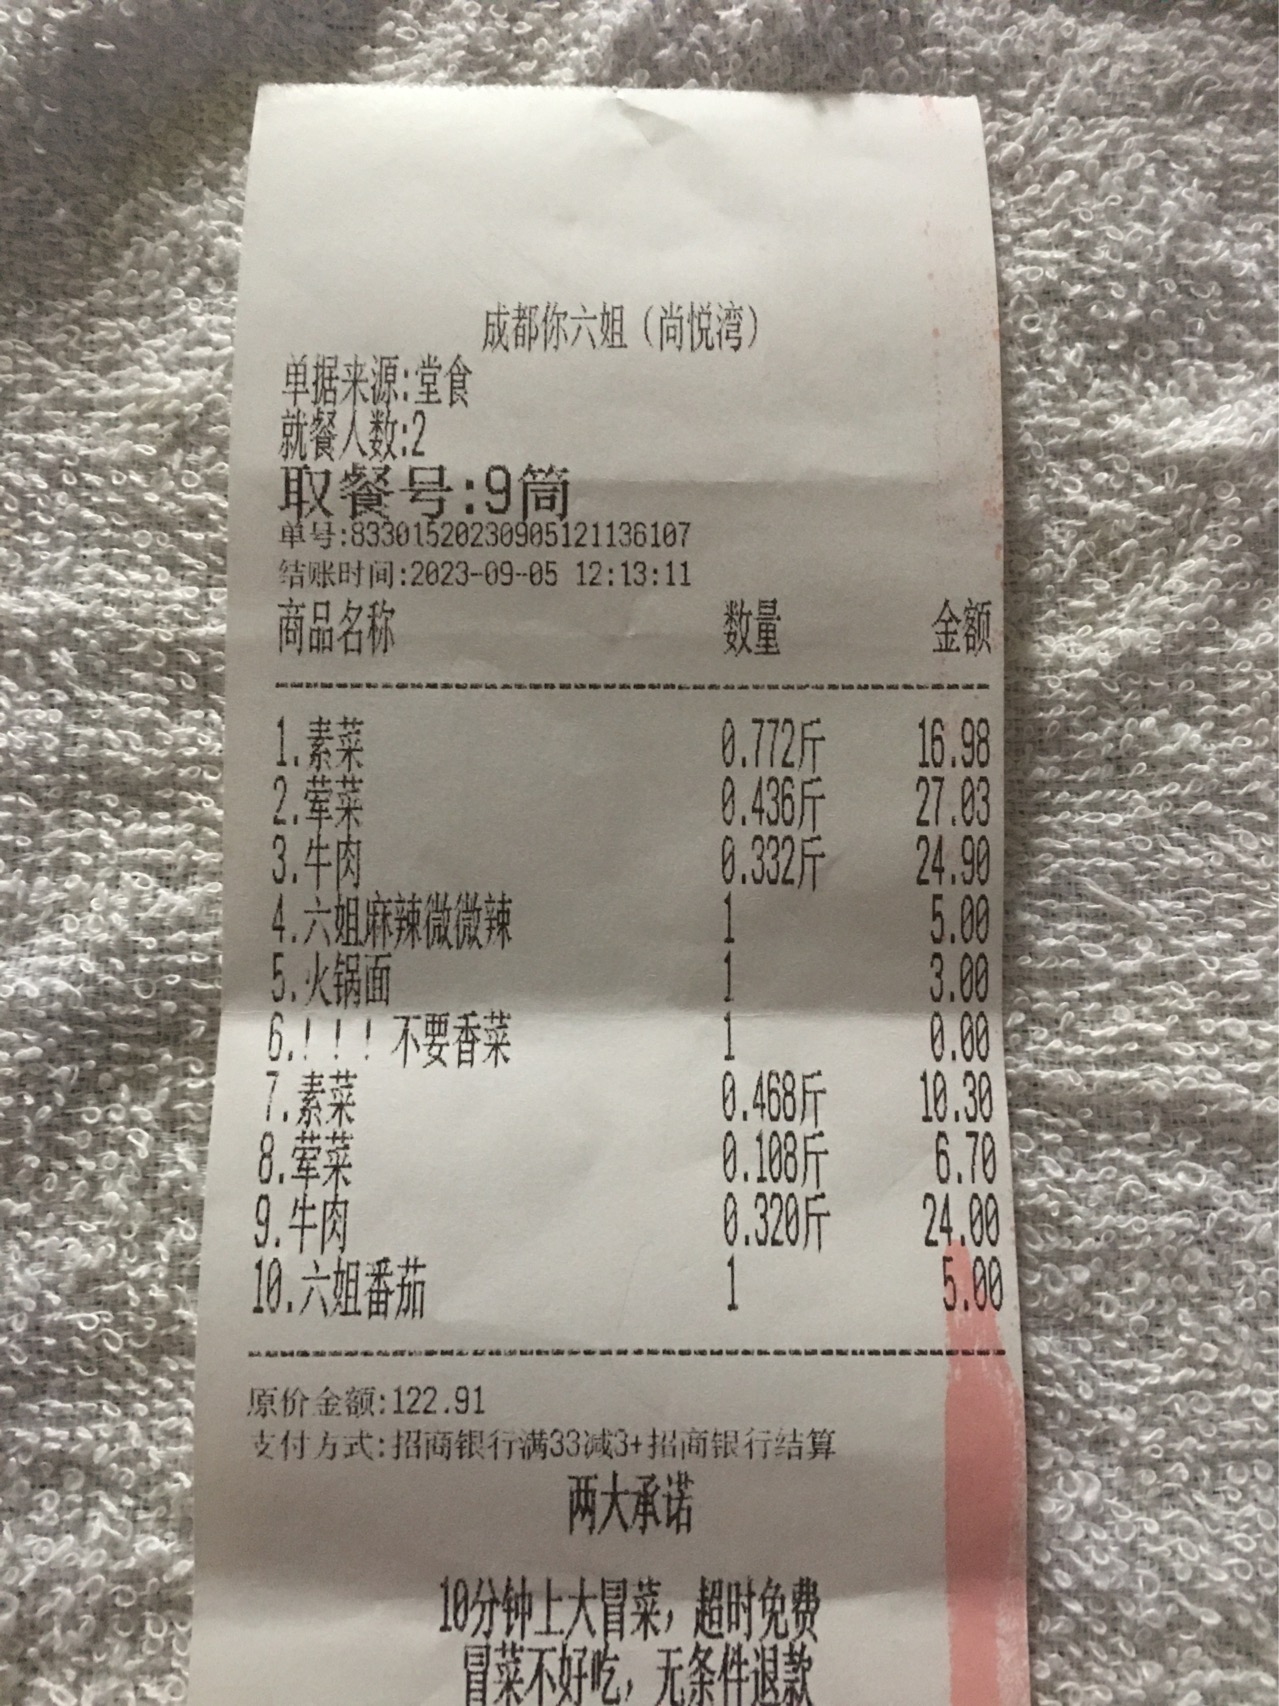 成都你六姐（尚悦湾）
单据来源:堂食
就餐人数:2
取餐号:9筒
单号:833015202309905121136107
结账时间:2023-09-05 12:13:11
商品名称 数量 金额
1.素菜 0.772斤 16.98
2.荤菜 0.436斤 27.03
3.牛肉 0.332斤 24.90
4.六姐麻辣微微辣 1 5.00
5.火锅面 1 3.00
6.！！！不要香菜 1 0.00
7.素菜 0.468斤 10.30
8.荤菜 0.108斤 6.70
9.牛肉 0.320斤 24.00
10.六姐番茄 1 5.00
原价金额:122.91
支付方式:招商银行满33减3+招商银行结算
两大承诺
10分钟上大冒菜，超时免费
冒菜不好吃，无条件退款